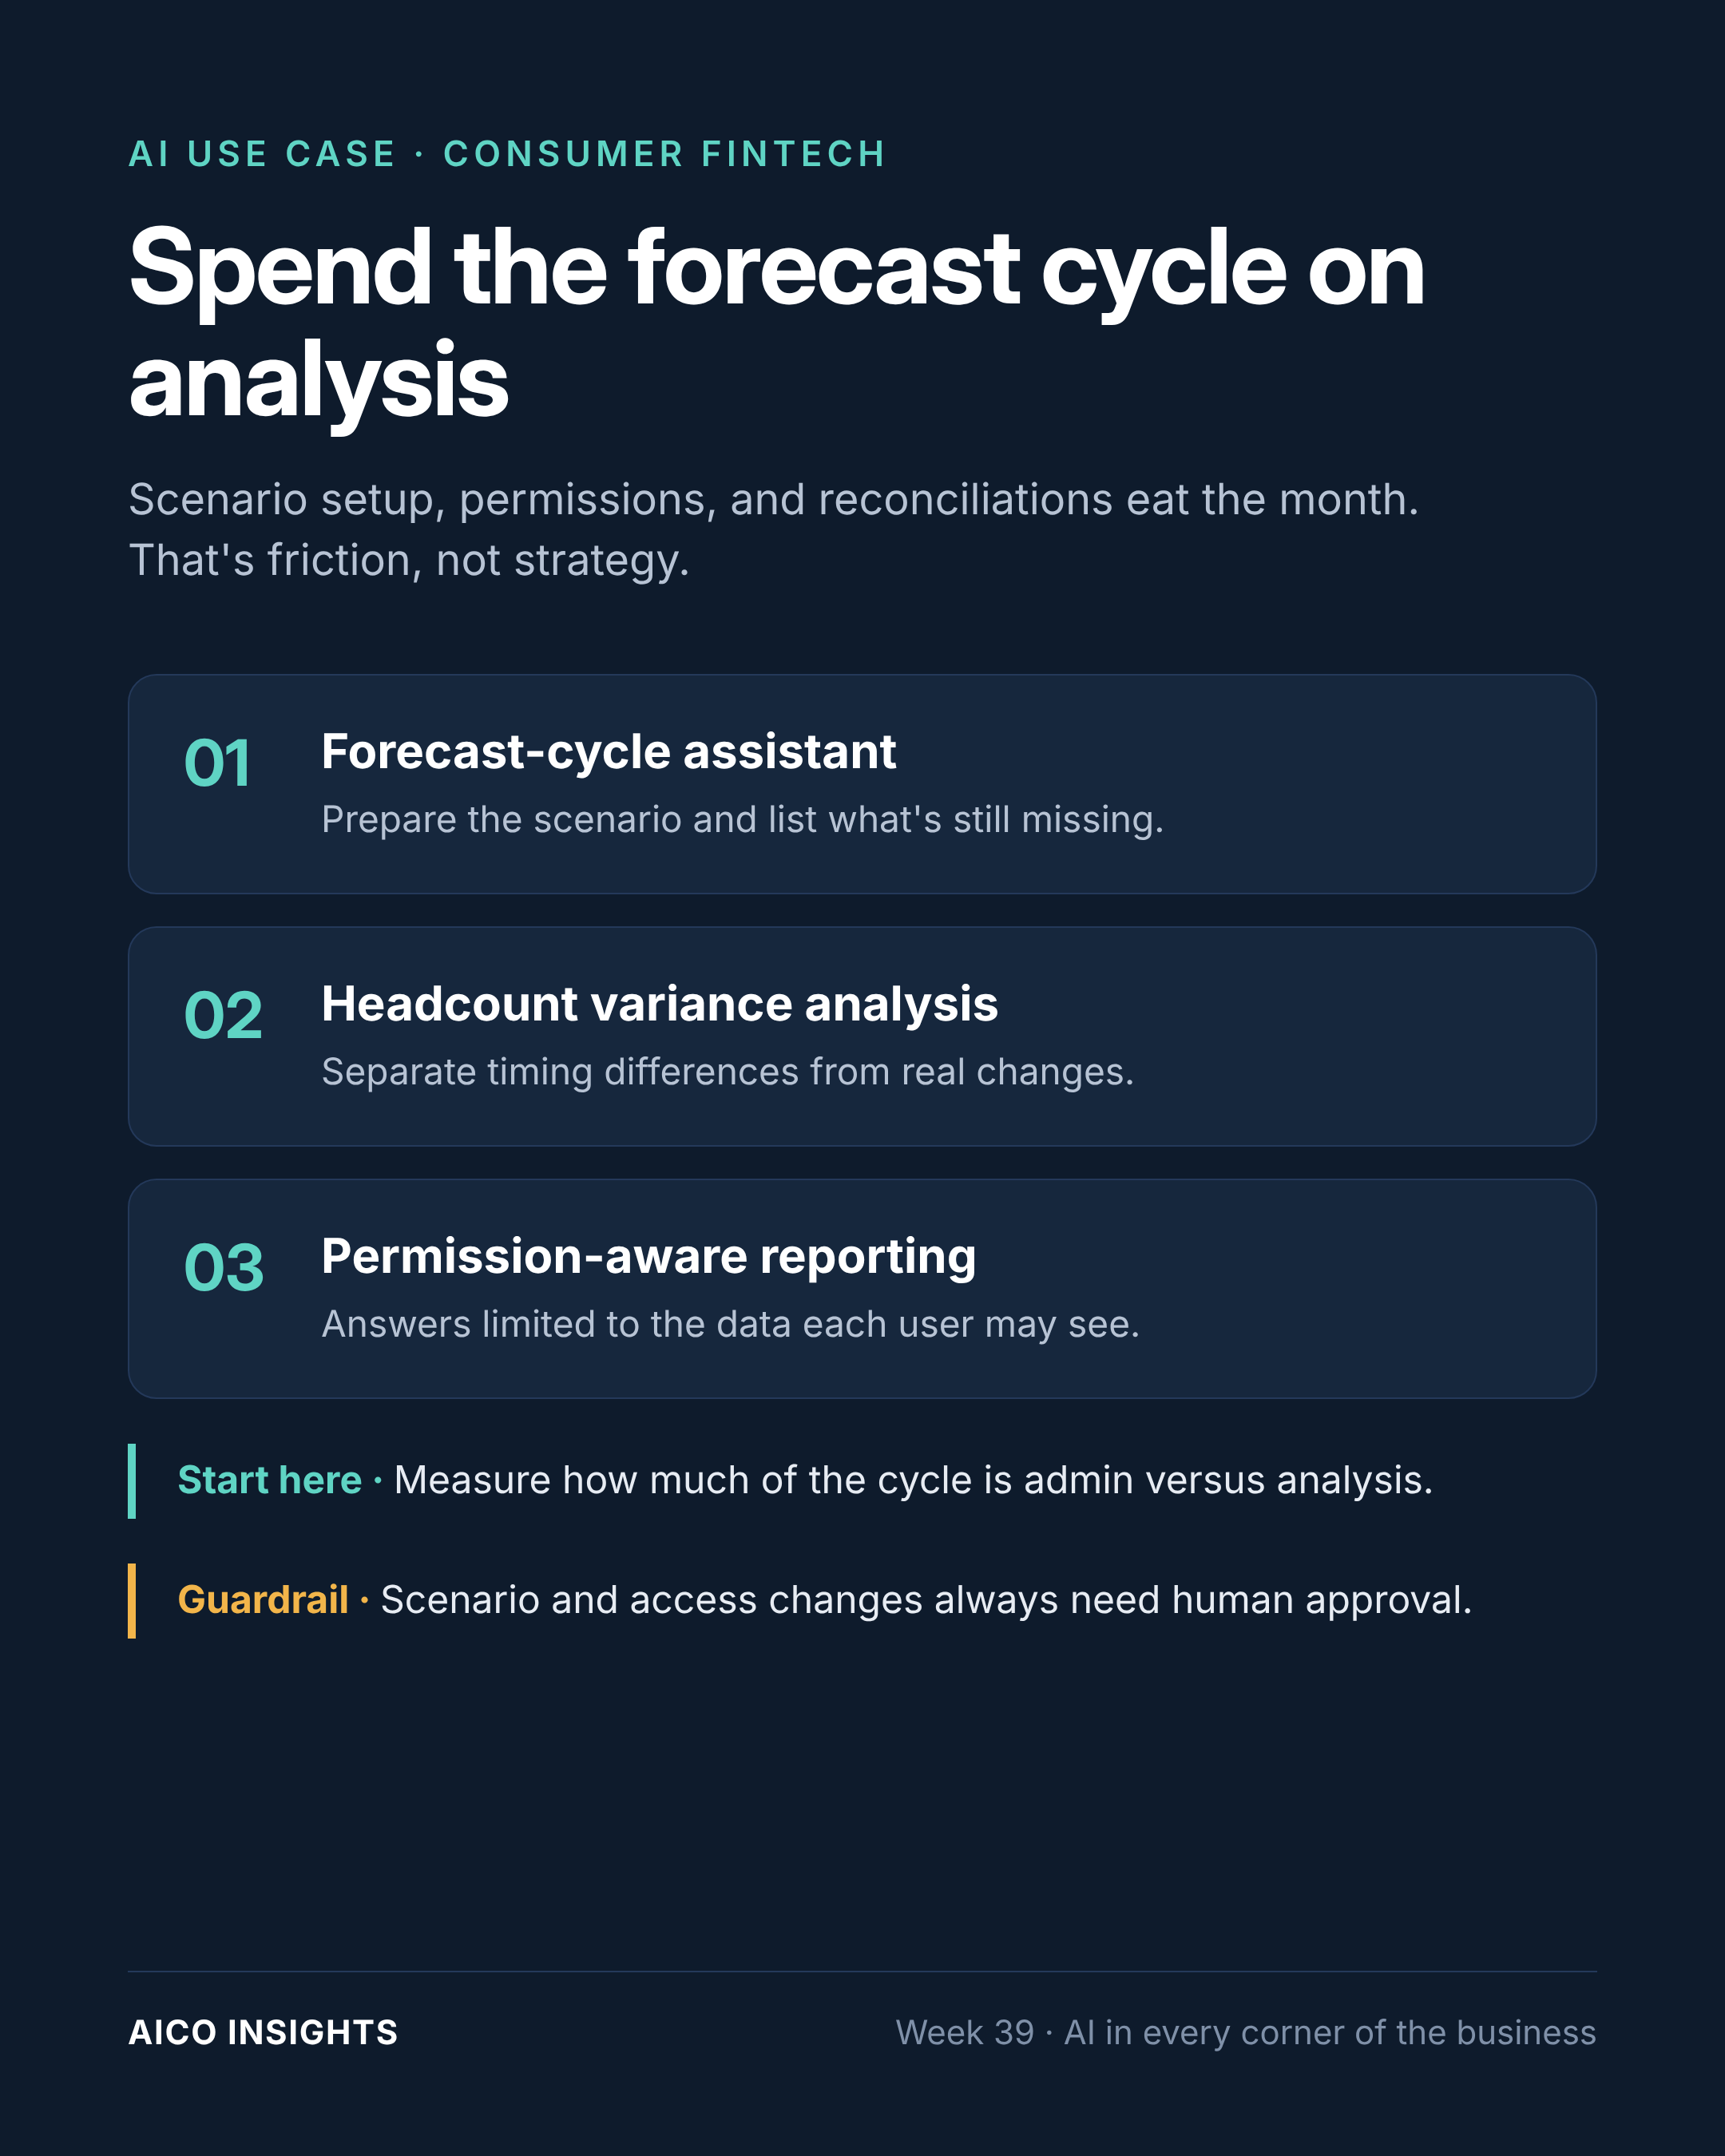 AI USE CASE · CONSUMER FINTECH
Spend the forecast cycle on
analysis
Scenario setup, permissions, and reconciliations eat the month.
That's friction, not strategy.
01
Forecast-cycle assistant
Prepare the scenario and list what's still missing.
02
Headcount variance analysis
Separate timing differences from real changes.
03
Permission-aware reporting
Answers limited to the data each user may see.
Start here · Measure how much of the cycle is admin versus analysis.
Guardrail · Scenario and access changes always need human approval.
AICO INSIGHTS
Week 39 · AI in every corner of the business